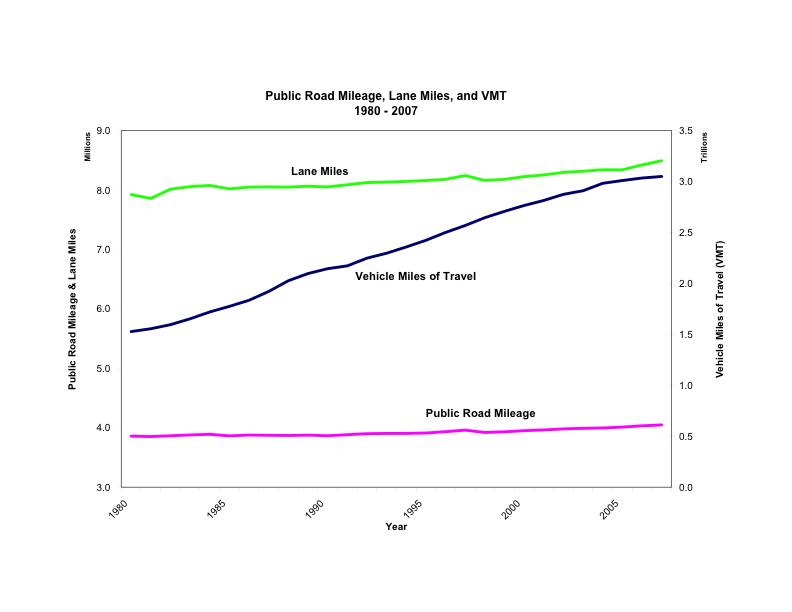 Public Road Mileage, Lane Miles, and VMT
1980 - 2007
Millions
9.0
8.0
7.0
6.0
5.0
4.0
3.0
Public Road Mileage & Lane Miles
Lane Miles
Vehicle Miles of Travel
Public Road Mileage
Trillions
3.5
3.0
2.5
2.0
1.5
1.0
0.5
0.0
Vehicle Miles of Travel (VMT)
1980
1985
1990
1995
2000
2005
Year